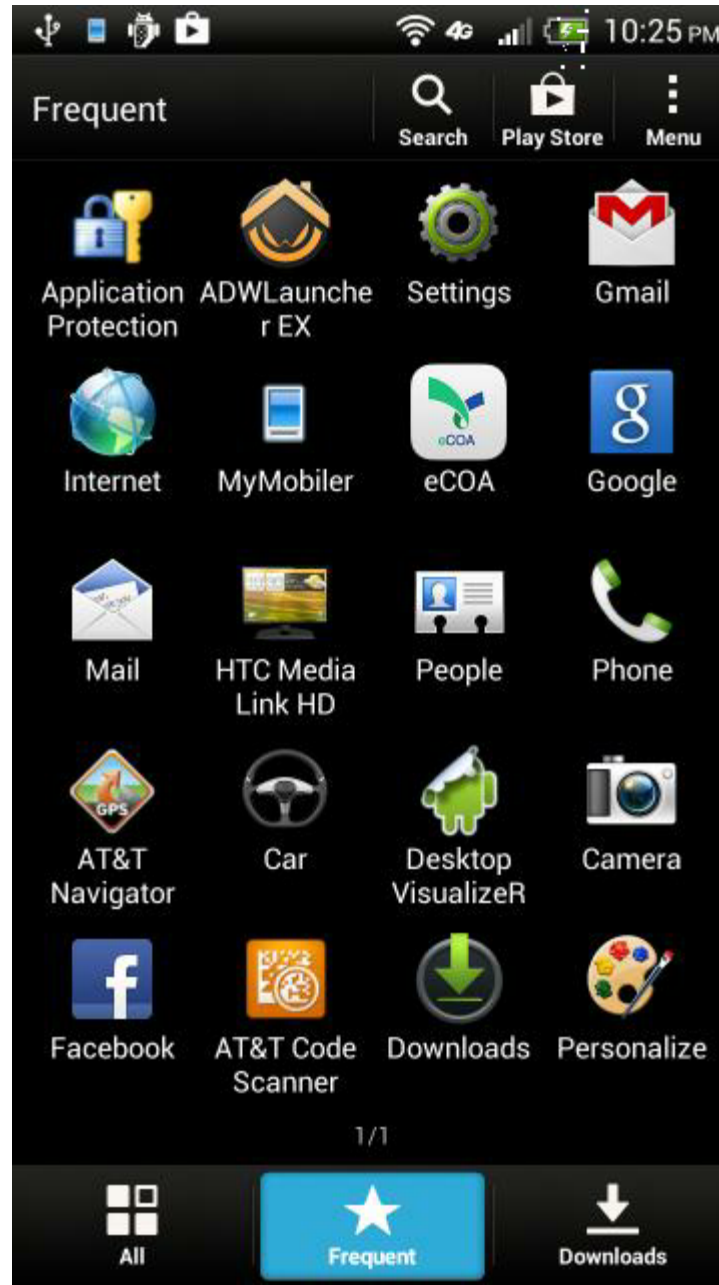 4G 10:25 PM
Frequent
Search Play Store Menu
Application Protection
ADWLauncher EX
Settings
Gmail
eCOA
g
Internet
MyMobiler
eCOA
Google
Mail
HTC Media Link HD
People
Phone
GPS
AT&T Navigator
Car
Desktop VisualizeR
Camera
f
Facebook
AT&T Code Scanner
Downloads
Personalize
1/1
All
Frequent
Downloads